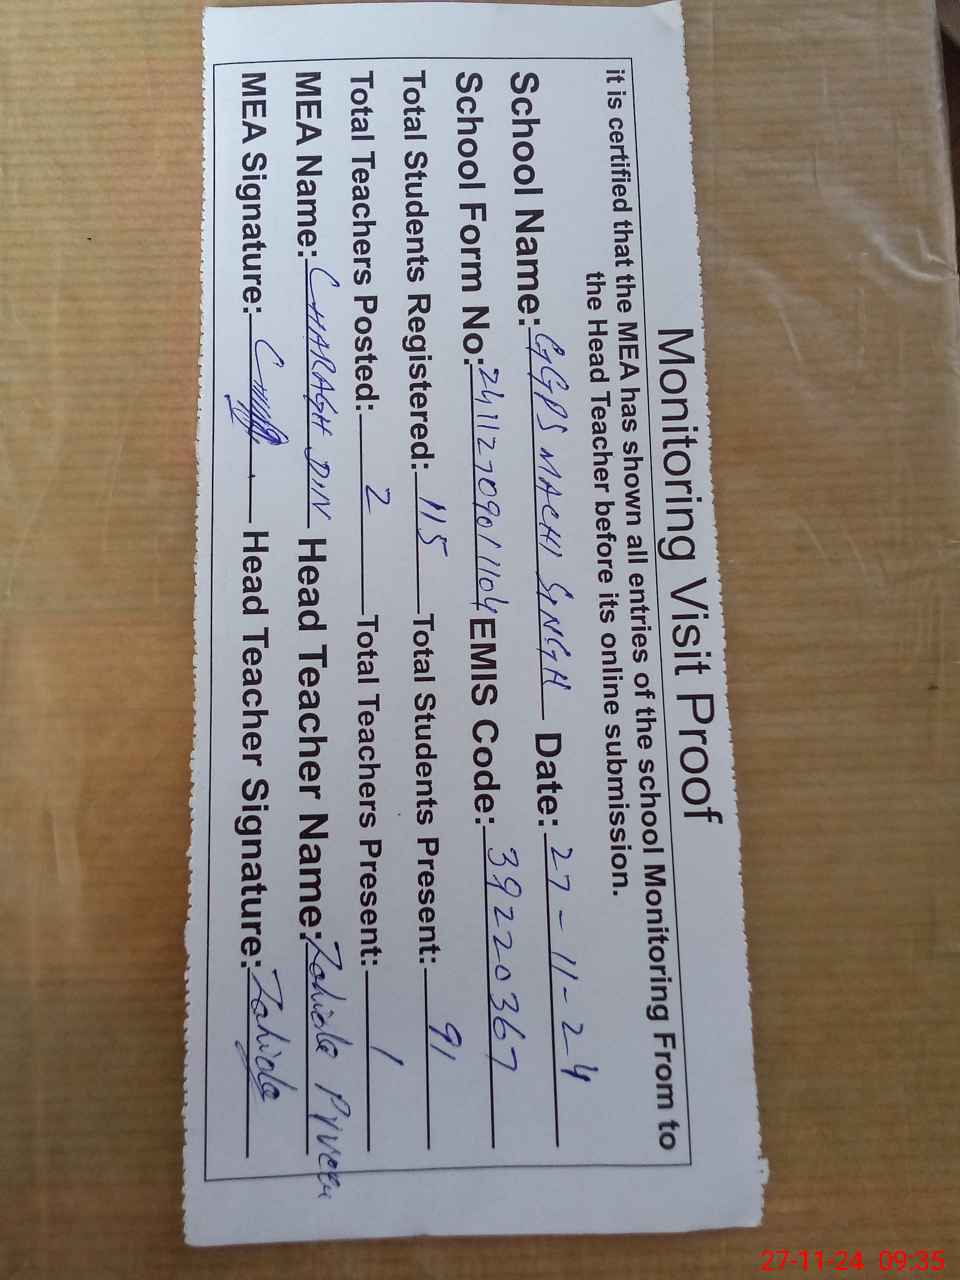 Monitoring Visit Proof
it is certified that the MEA has shown all entries of the school Monitoring From to
the Head Teacher before its online submission.
School Name: GGPS MACHI SINGH Date: 27-11-24
School Form No: 24112709011104 EMIS Code: 39220367
Total Students Registered: 115 Total Students Present: 91
Total Teachers Posted: 2 Total Teachers Present: 1
MEA Name: CHARAGH DIN Head Teacher Name: Zahida Pyveen
MEA Signature: Head Teacher Signature: Zahida
27-11-24 09:35